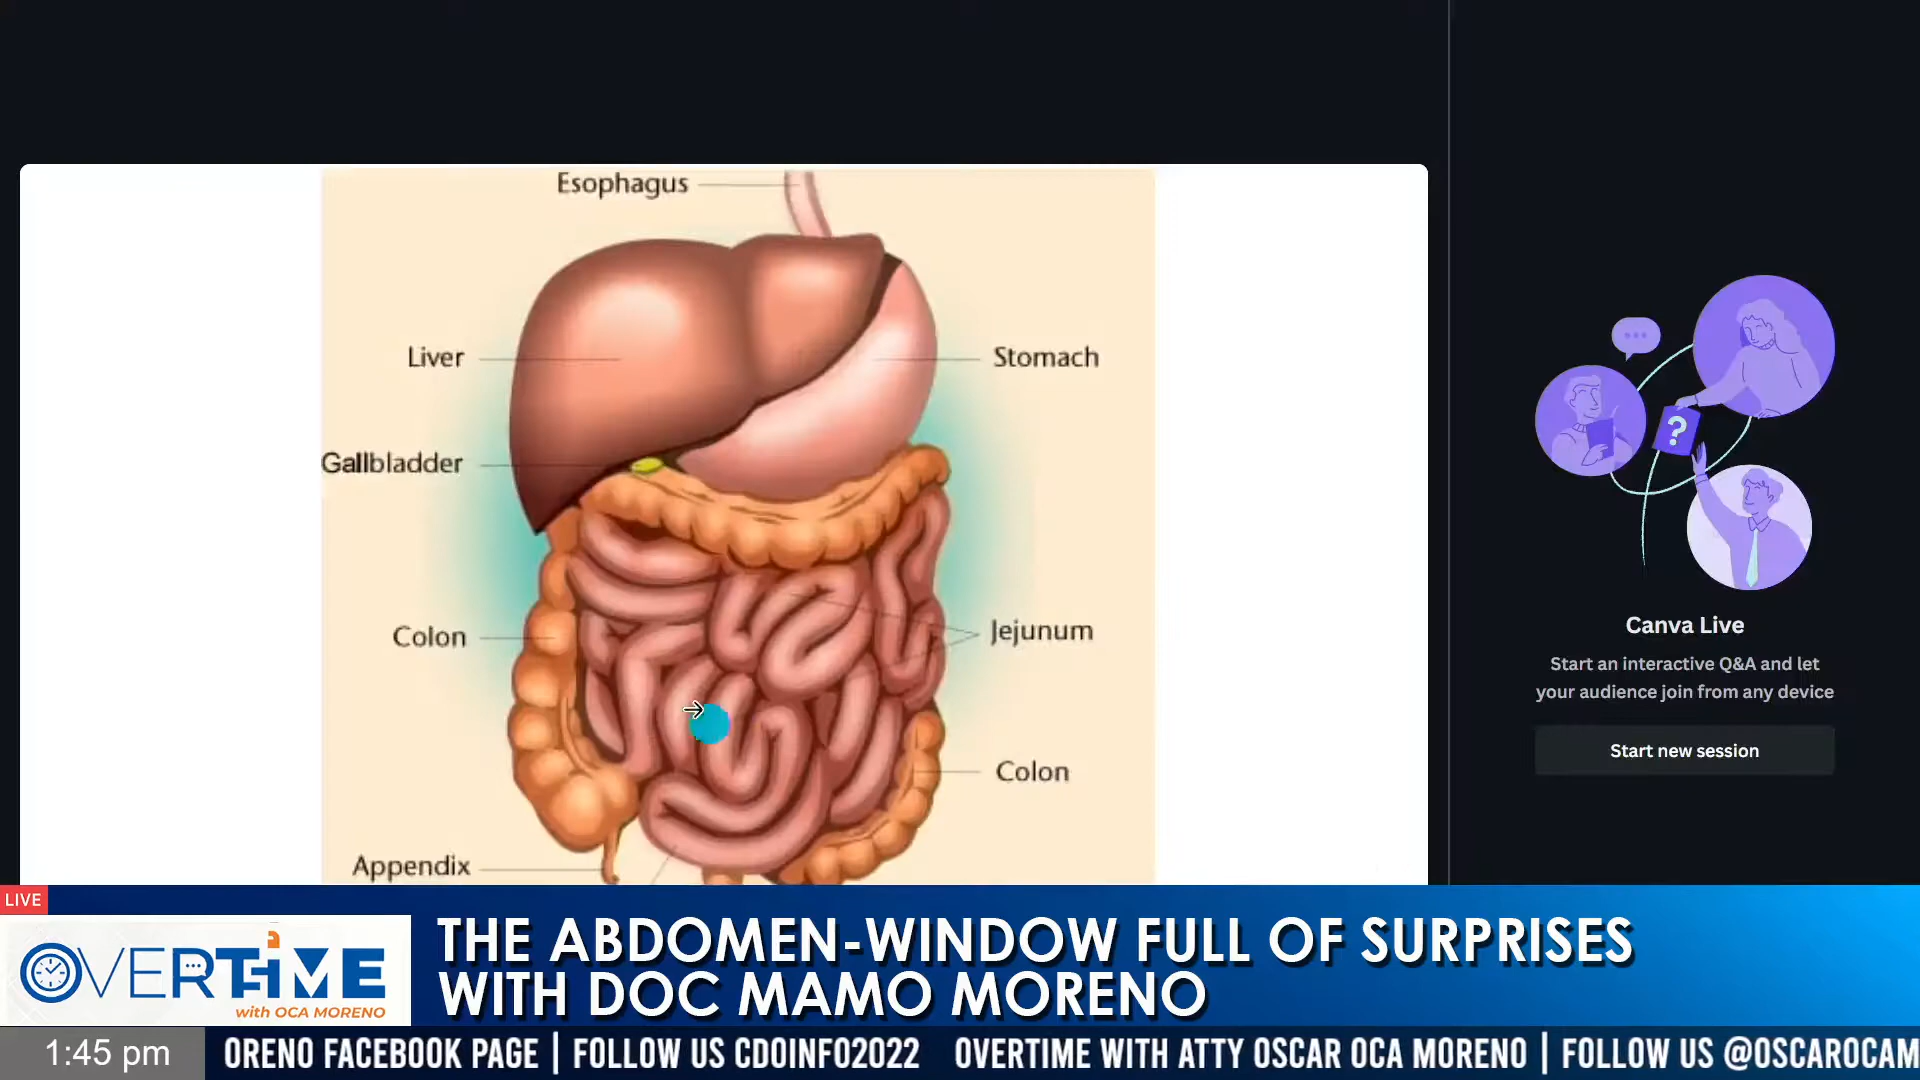 Esophagus
Liver
Stomach
Gallbladder
Colon
Jejunum
Colon
Appendix
?
Canva Live
Start an interactive Q&A and let
your audience join from any device
Start new session
LIVE
OVERTIME
with OCA MORENO
THE ABDOMEN-WINDOW FULL OF SURPRISES
WITH DOC MAMO MORENO
1:45 pm
ORENO FACEBOOK PAGE | FOLLOW US CDOINFO2022 OVERTIME WITH ATTY OSCAR OCA MORENO | FOLLOW US @OSCAROCAM